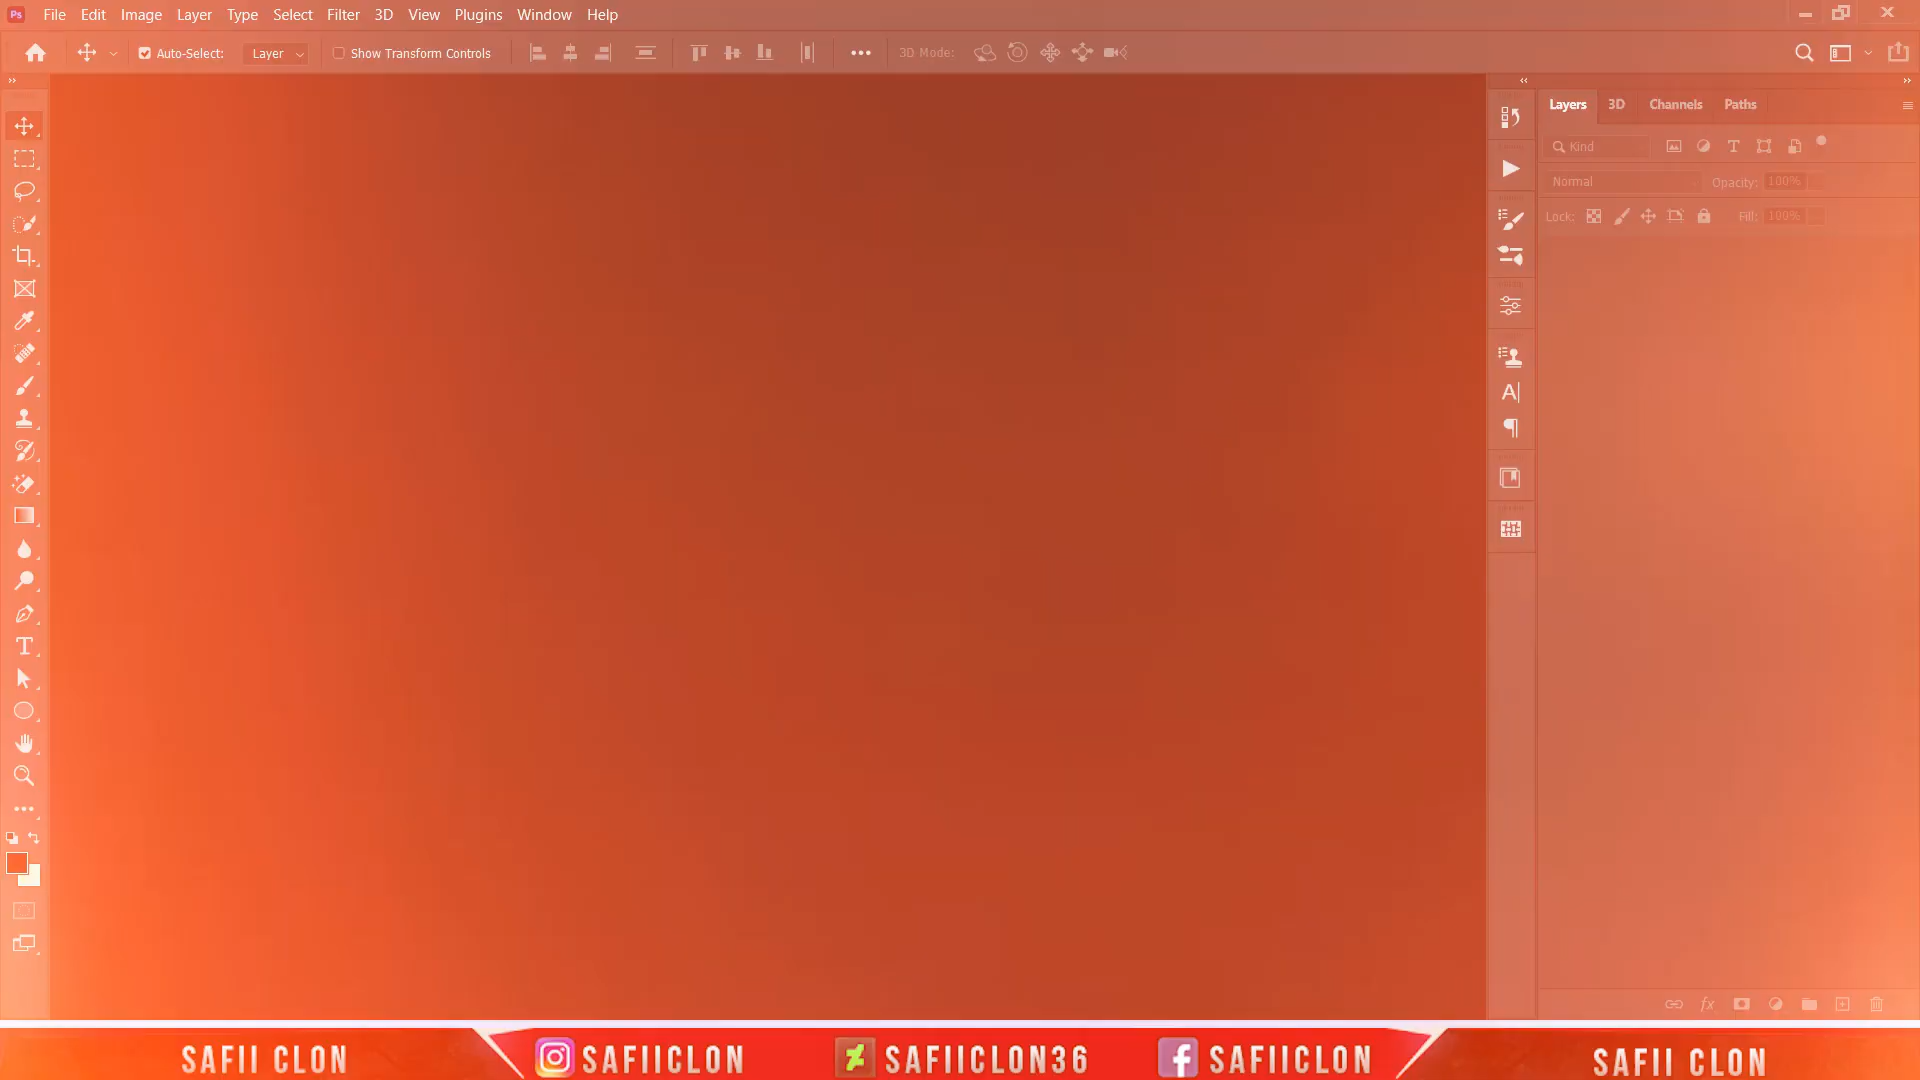 Ps File Edit Image Layer Type Select Filter 3D View Plugins Window Help
Auto-Select: Layer Show Transform Controls 3D Mode:
Layers 3D Channels Paths
Kind
Normal Opacity: 100%
Lock: Fill: 100%
SAFII CLON SAFIICLON SAFIICLON36 SAFIICLON SAFII CLON